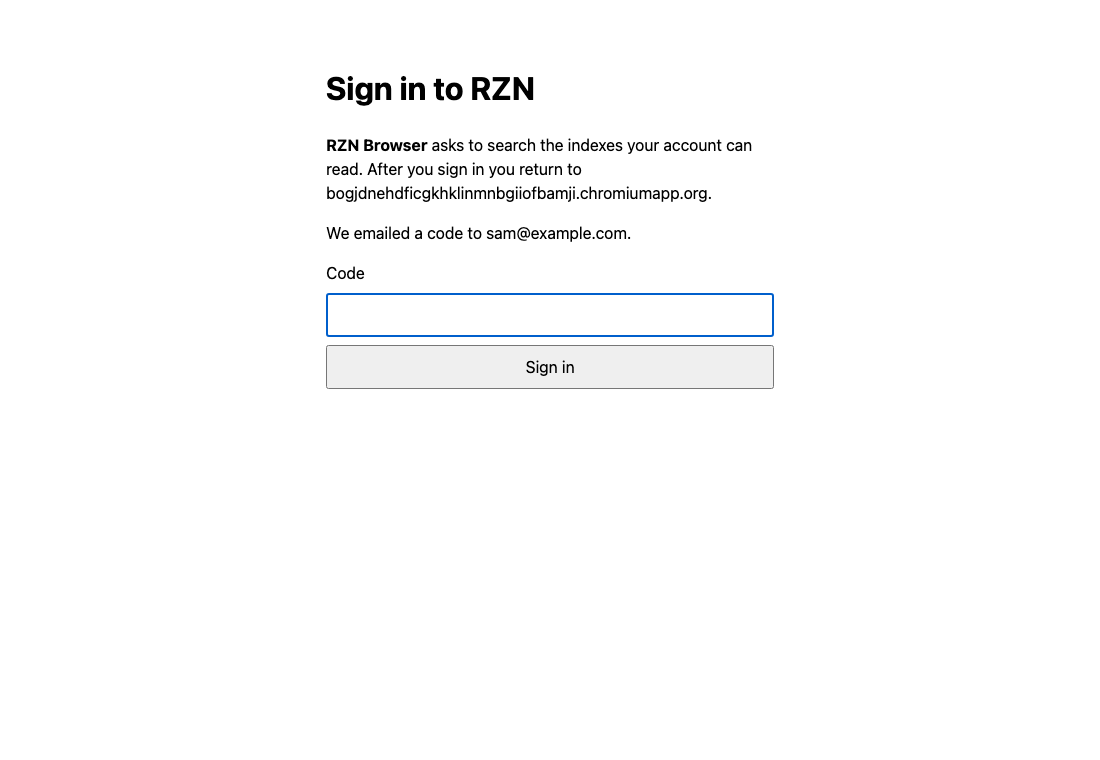 Sign in to RZN
RZN Browser asks to search the indexes your account can
read. After you sign in you return to
bogjdnehdficgkhklinmnbgiiofbamji.chromiumapp.org.
We emailed a code to sam@example.com.
Code
Sign in